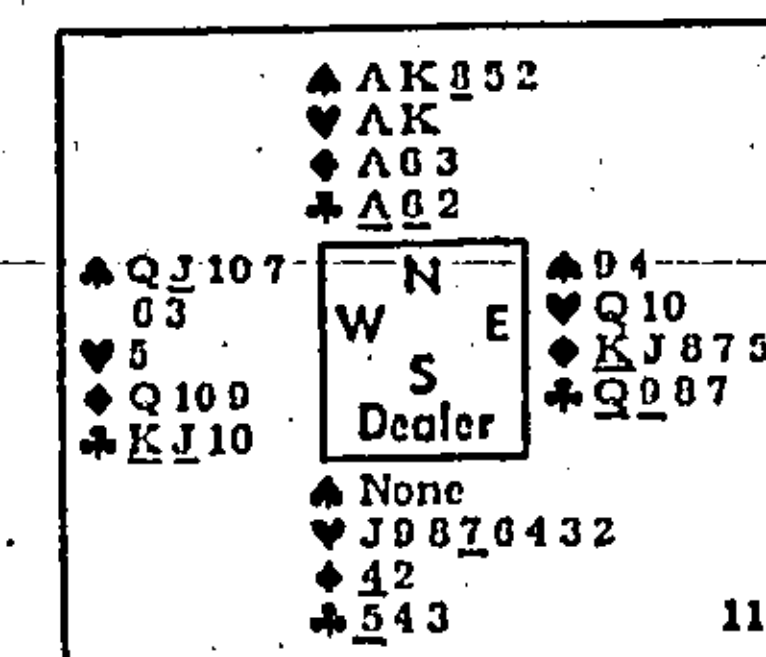 ♠ A K 8 5 2
♥ A K
♦ A 6 3
♣ A 6 2
♠ Q J 10 7
6 3
♥ 5
♦ Q 10 9
♣ K J 10
N
W E
S
Dealer
♠ 9 4
♥ Q 10
♦ K J 8 7 5
♣ Q 9 8 7
♠ None
♥ J 9 8 7 6 4 3 2
♦ 4 2
♣ 5 4 3
11